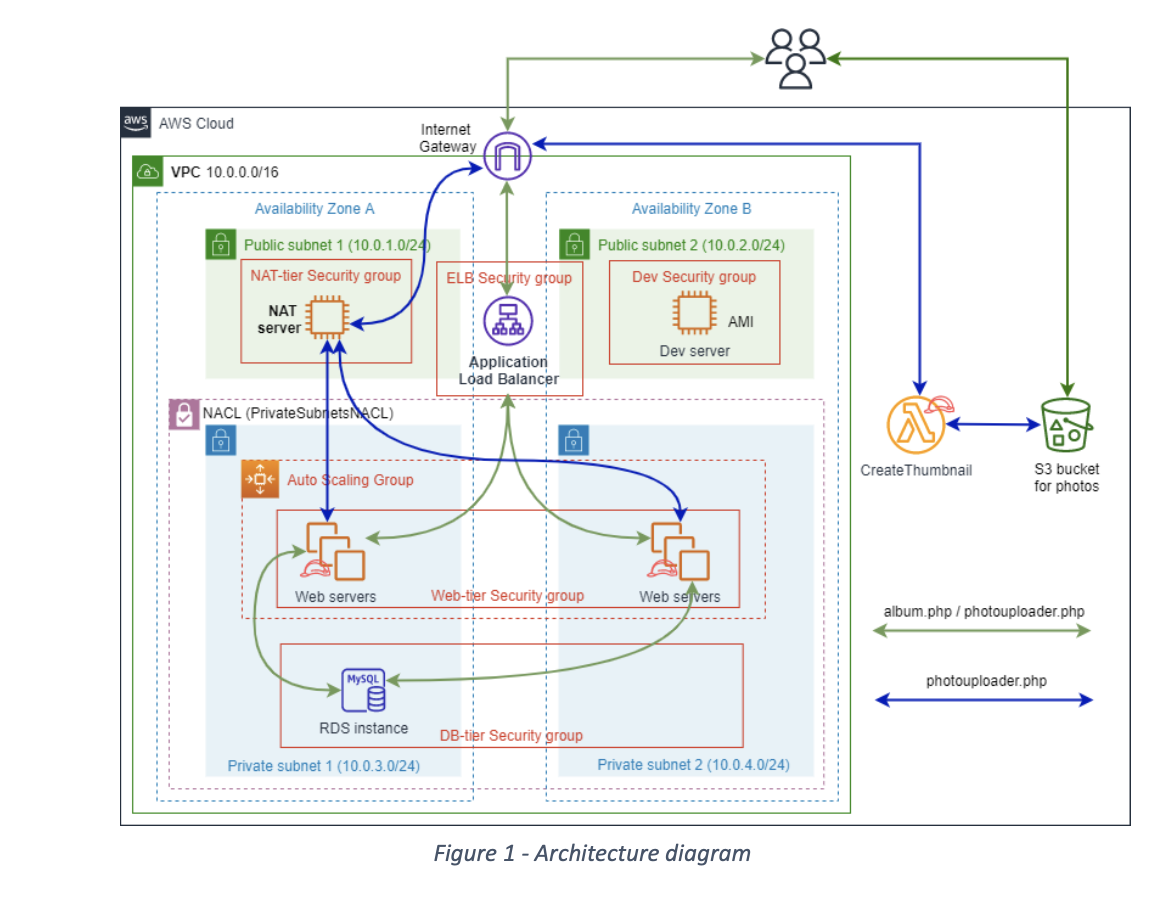 aws
AWS Cloud
Internet
Gateway
VPC 10.0.0.0/16
Availability Zone A
Availability Zone B
Public subnet 1 (10.0.1.0/24)
Public subnet 2 (10.0.2.0/24)
NAT-tier Security group
ELB Security group
Dev Security group
NAT
server
AMI
Dev server
Application
Load Balancer
NACL (PrivateSubnetsNACL)
CreateThumbnail
S3 bucket
for photos
Auto Scaling Group
Web servers
Web-tier Security group
Web servers
album.php / photouploader.php
photouploader.php
MySQL
RDS instance
DB-tier Security group
Private subnet 1 (10.0.3.0/24)
Private subnet 2 (10.0.4.0/24)
Figure 1 - Architecture diagram